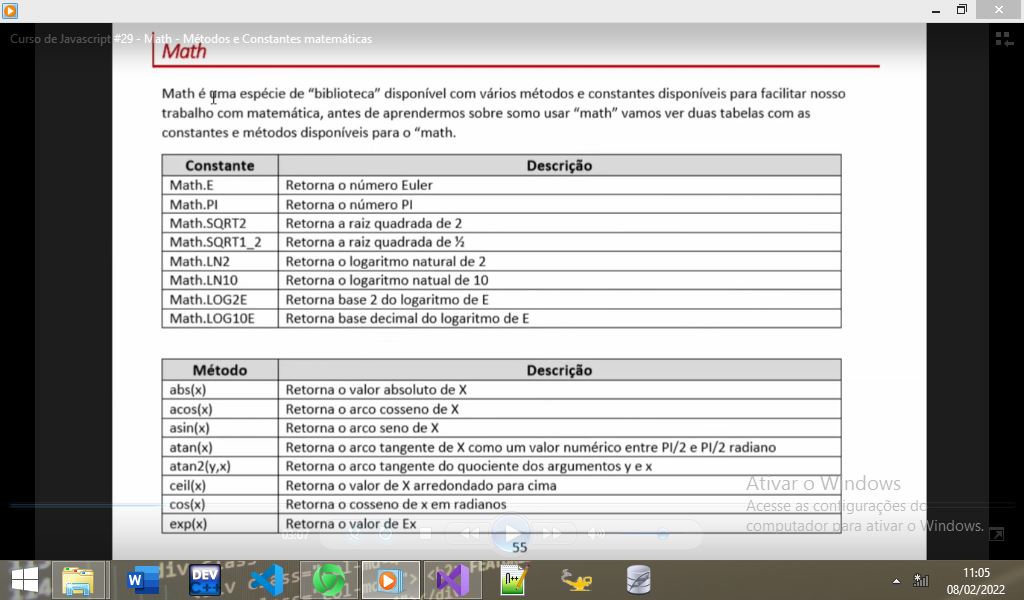 Curso de Javascript #29 - Math - Métodos e Constantes matemáticas
Math
Math é uma espécie de “biblioteca” disponível com vários métodos e constantes disponíveis para facilitar nosso
trabalho com matemática, antes de aprendermos sobre somo usar “math” vamos ver duas tabelas com as
constantes e métodos disponíveis para o “math.
Constante Descrição
Math.E Retorna o número Euler
Math.PI Retorna o número PI
Math.SQRT2 Retorna a raiz quadrada de 2
Math.SQRT1_2 Retorna a raiz quadrada de ½
Math.LN2 Retorna o logaritmo natural de 2
Math.LN10 Retorna o logaritmo natual de 10
Math.LOG2E Retorna base 2 do logaritmo de E
Math.LOG10E Retorna base decimal do logaritmo de E
Método Descrição
abs(x) Retorna o valor absoluto de X
acos(x) Retorna o arco cosseno de X
asin(x) Retorna o arco seno de X
atan(x) Retorna o arco tangente de X como um valor numérico entre PI/2 e PI/2 radiano
atan2(y,x) Retorna o arco tangente do quociente dos argumentos y e x
ceil(x) Retorna o valor de X arredondado para cima
cos(x) Retorna o cosseno de x em radianos
exp(x) Retorna o valor de Ex
Ativar o Windows
Acesse as configurações do
computador para ativar o Windows.
03:07
55
DEV
C++
11:05
08/02/2022